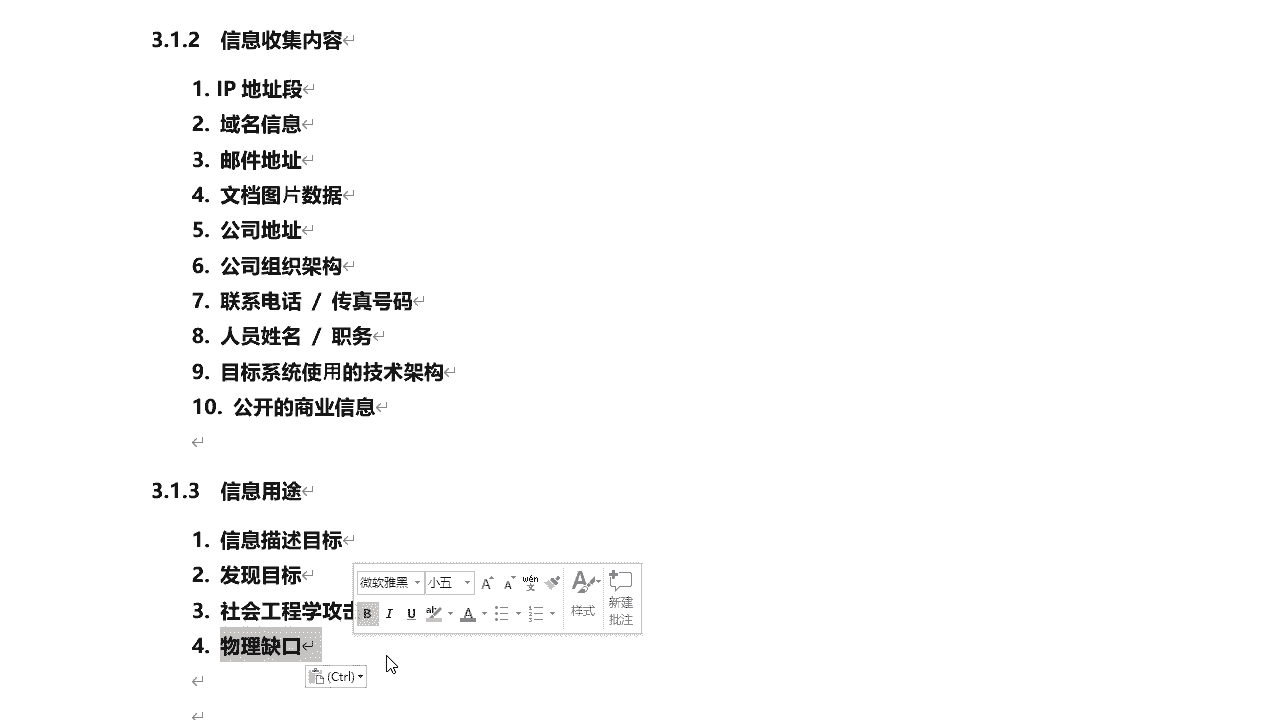 3.1.2 信息收集内容
1. IP 地址段
2. 域名信息
3. 邮件地址
4. 文档图片数据
5. 公司地址
6. 公司组织架构
7. 联系电话 / 传真号码
8. 人员姓名 / 职务
9. 目标系统使用的技术架构
10. 公开的商业信息
3.1.3 信息用途
1. 信息描述目标
2. 发现目标
3. 社会工程学攻击
4. 物理缺口
微软雅黑 小五 A A wén 文
B I U ab A
样式
新建
批注
(Ctrl)